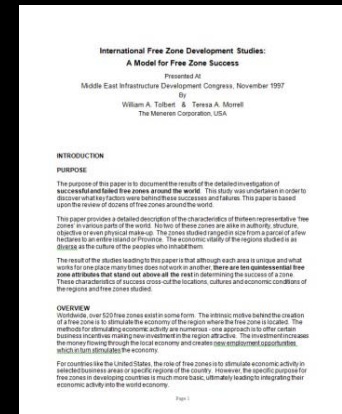 International Free Zone Development Studies:
A Model for Free Zone Success
Presented At
Middle East Infrastructure Development Congress, November 1997
By
William A. Tolbert & Teresa A. Morrell
The Meneren Corporation, USA
INTRODUCTION
PURPOSE
The purpose of this paper is to document the results of the detailed investigation of
successful and failed free zones around the world. This study was undertaken in order to
discover what key factors were behind these successes and failures. This paper is based
upon the review of dozens of free zones around the world.
This paper provides a detailed description of the characteristics of thirteen representative 'free
zones' in various parts of the world. No two of these zones are alike in authority, structure,
objective or even physical make-up. The zones studied ranged in size from a parcel of a few
hectares to an entire island or Province. The economic vitality of the regions studied is as
diverse as the culture of the peoples who inhabit them.
The result of the studies leading to this paper is that although each area is unique and what
works for one place many times does not work in another, there are ten quintessential free
zone attributes that stand out above all the rest in determining the success of a zone.
These characteristics of success cross-cut the locations, cultures and economic conditions of
the regions and free zones studied.
OVERVIEW
Worldwide, over 520 free zones exist in some form. The intrinsic motive behind the creation
of a free zone is to stimulate the economy of the region where the free zone is located. The
methods for stimulating economic activity are numerous - one approach is to offer certain
business incentives making new investment in the region attractive. The investment increases
the money flowing through the local economy and creates new employment opportunities
which in turn stimulates the economy.
For countries like the United States, the role of free zones is to stimulate economic activity in
selected business areas or specific regions of the country. However, the specific purpose for
free zones in developing countries is much more basic, ultimately leading to integrating their
economic activity into the world economy.
Page 1